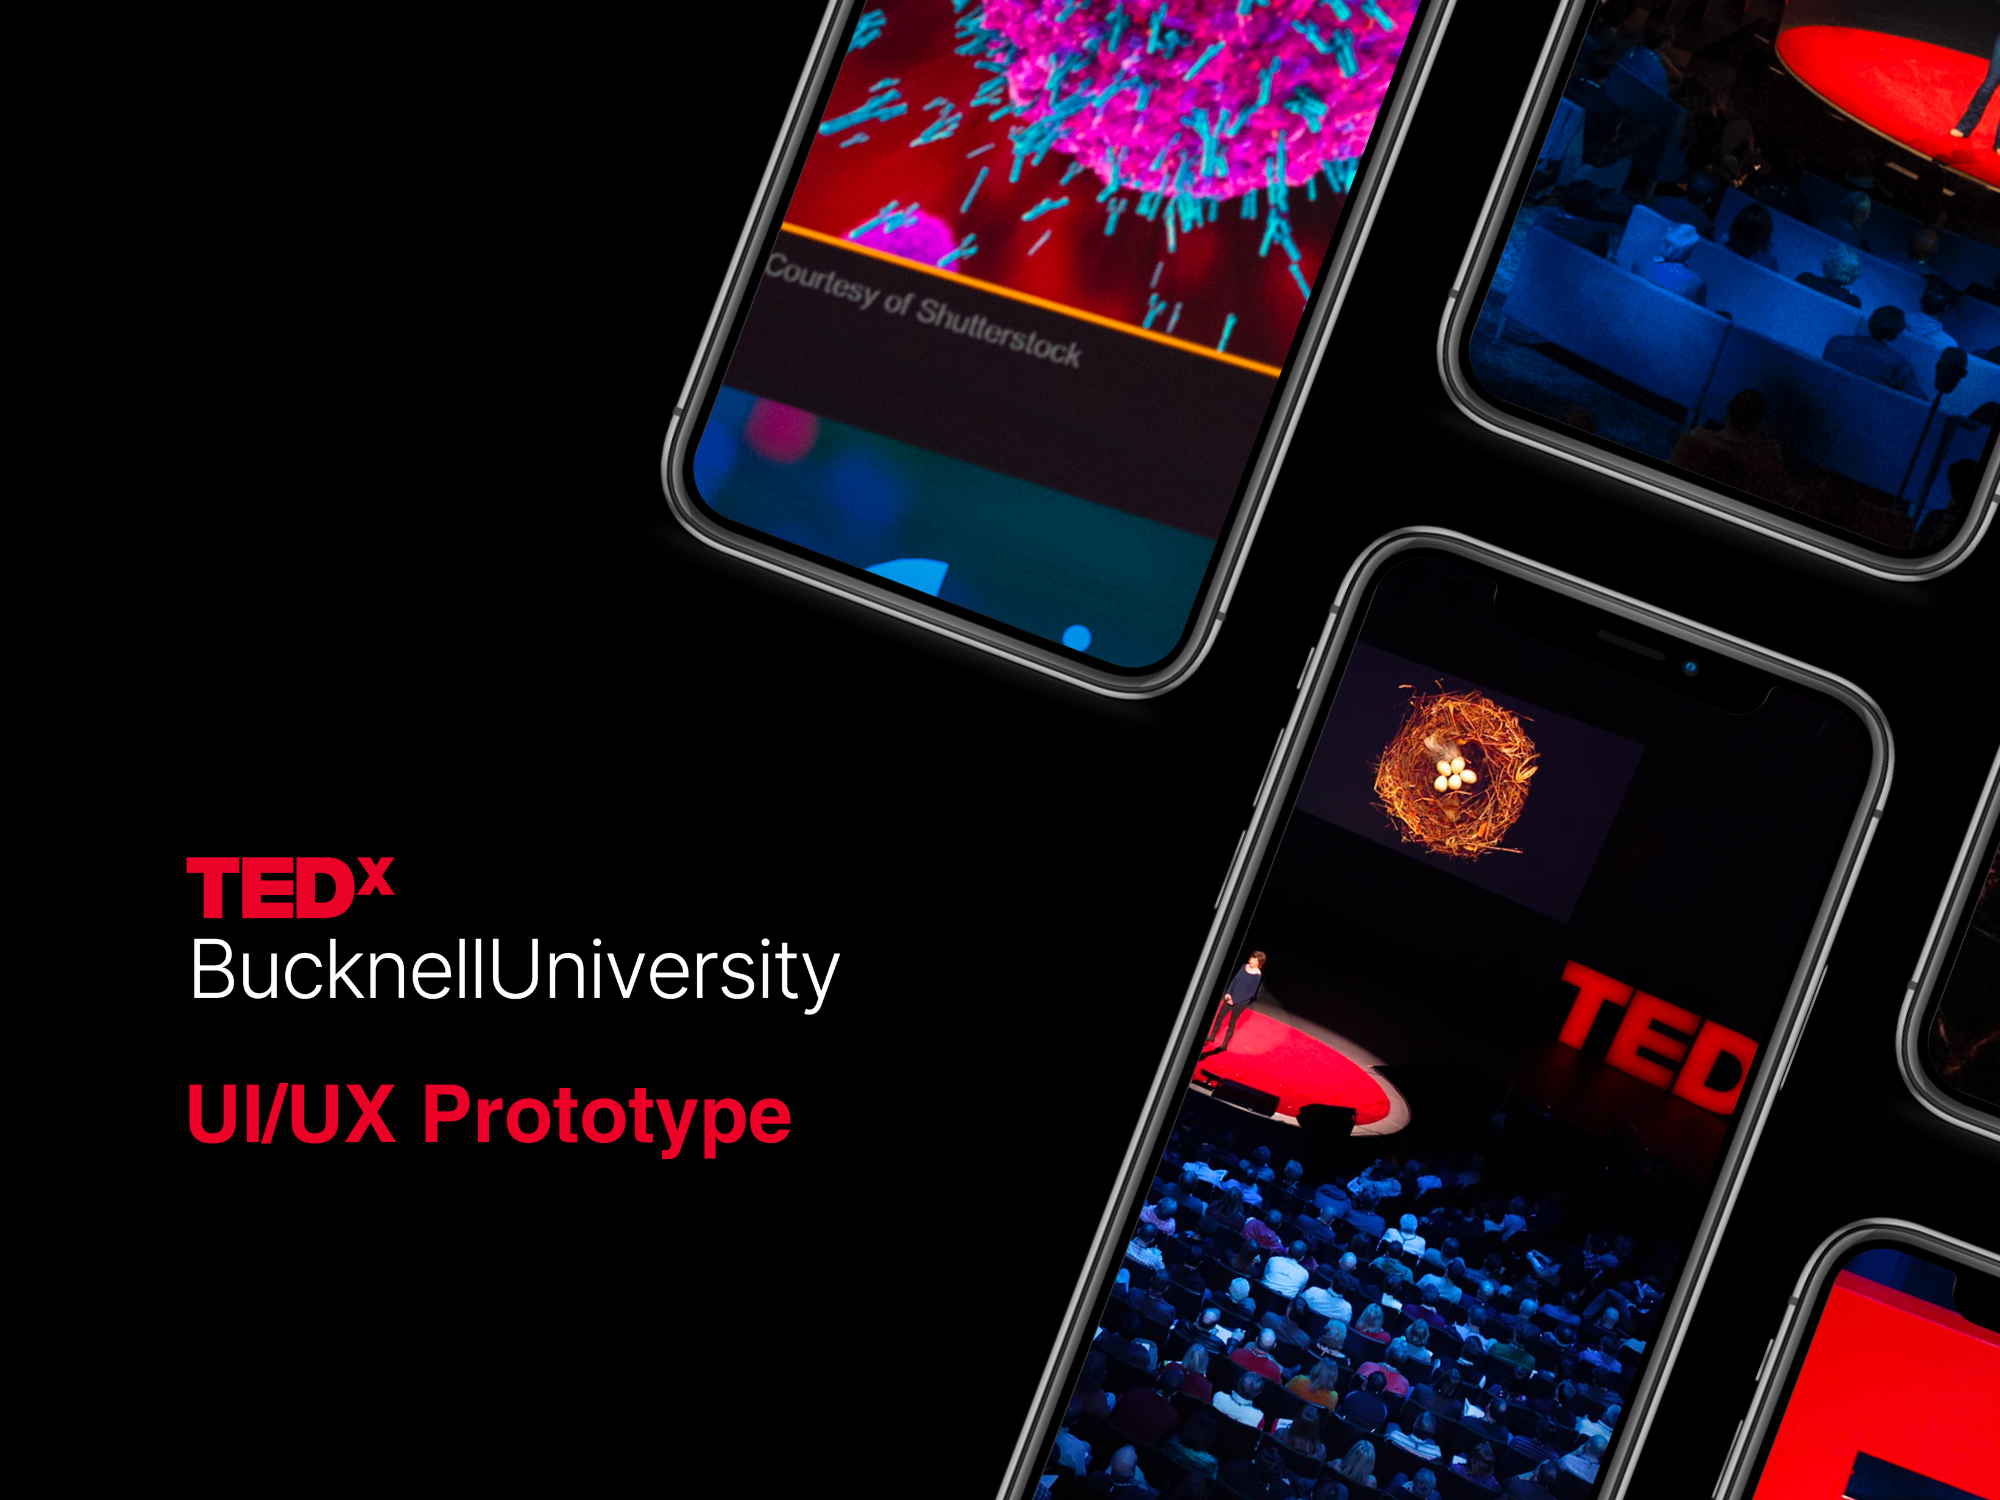 Courtesy of Shutterstock
TED
TEDx
BucknellUniversity
UI/UX Prototype